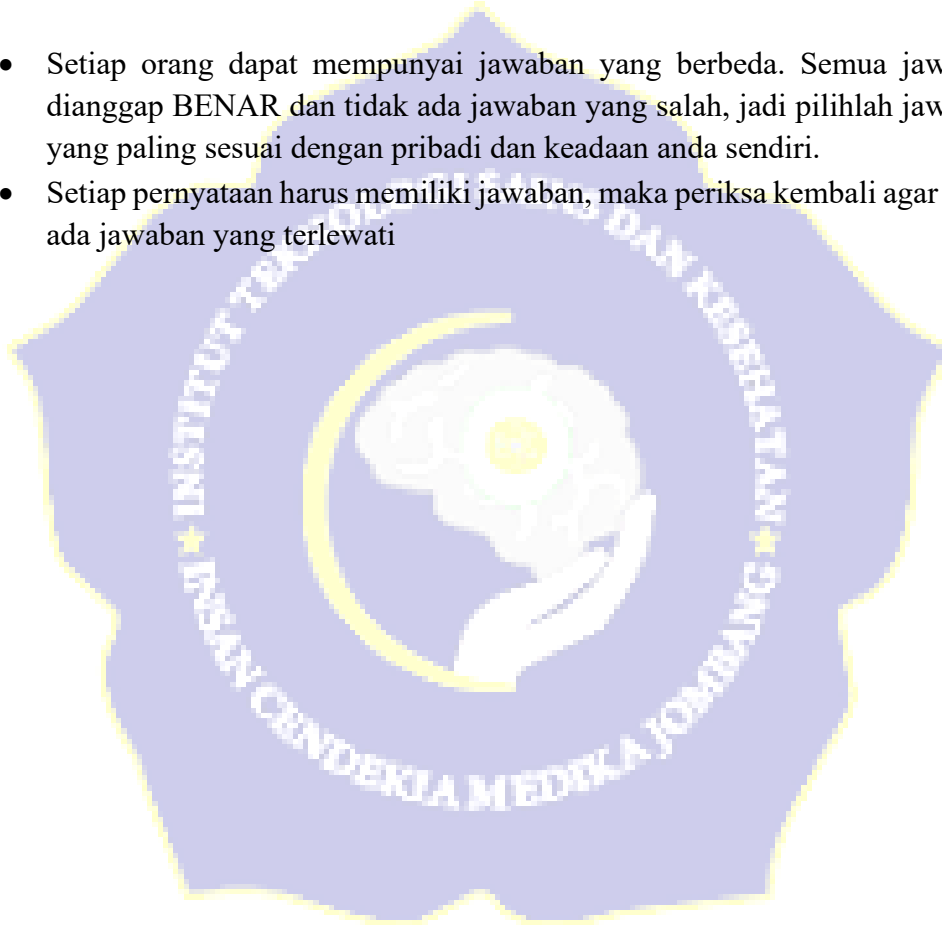 • Setiap orang dapat mempunyai jawaban yang berbeda. Semua jaw
dianggap BENAR dan tidak ada jawaban yang salah, jadi pilihlah jaw
yang paling sesuai dengan pribadi dan keadaan anda sendiri.
• Setiap pernyataan harus memiliki jawaban, maka periksa kembali agar
ada jawaban yang terlewati
INSTITUT TEKNOLOGI SAINS DAN KESEHATAN
INSAN CENDEKIA MEDIKA JOMBANG